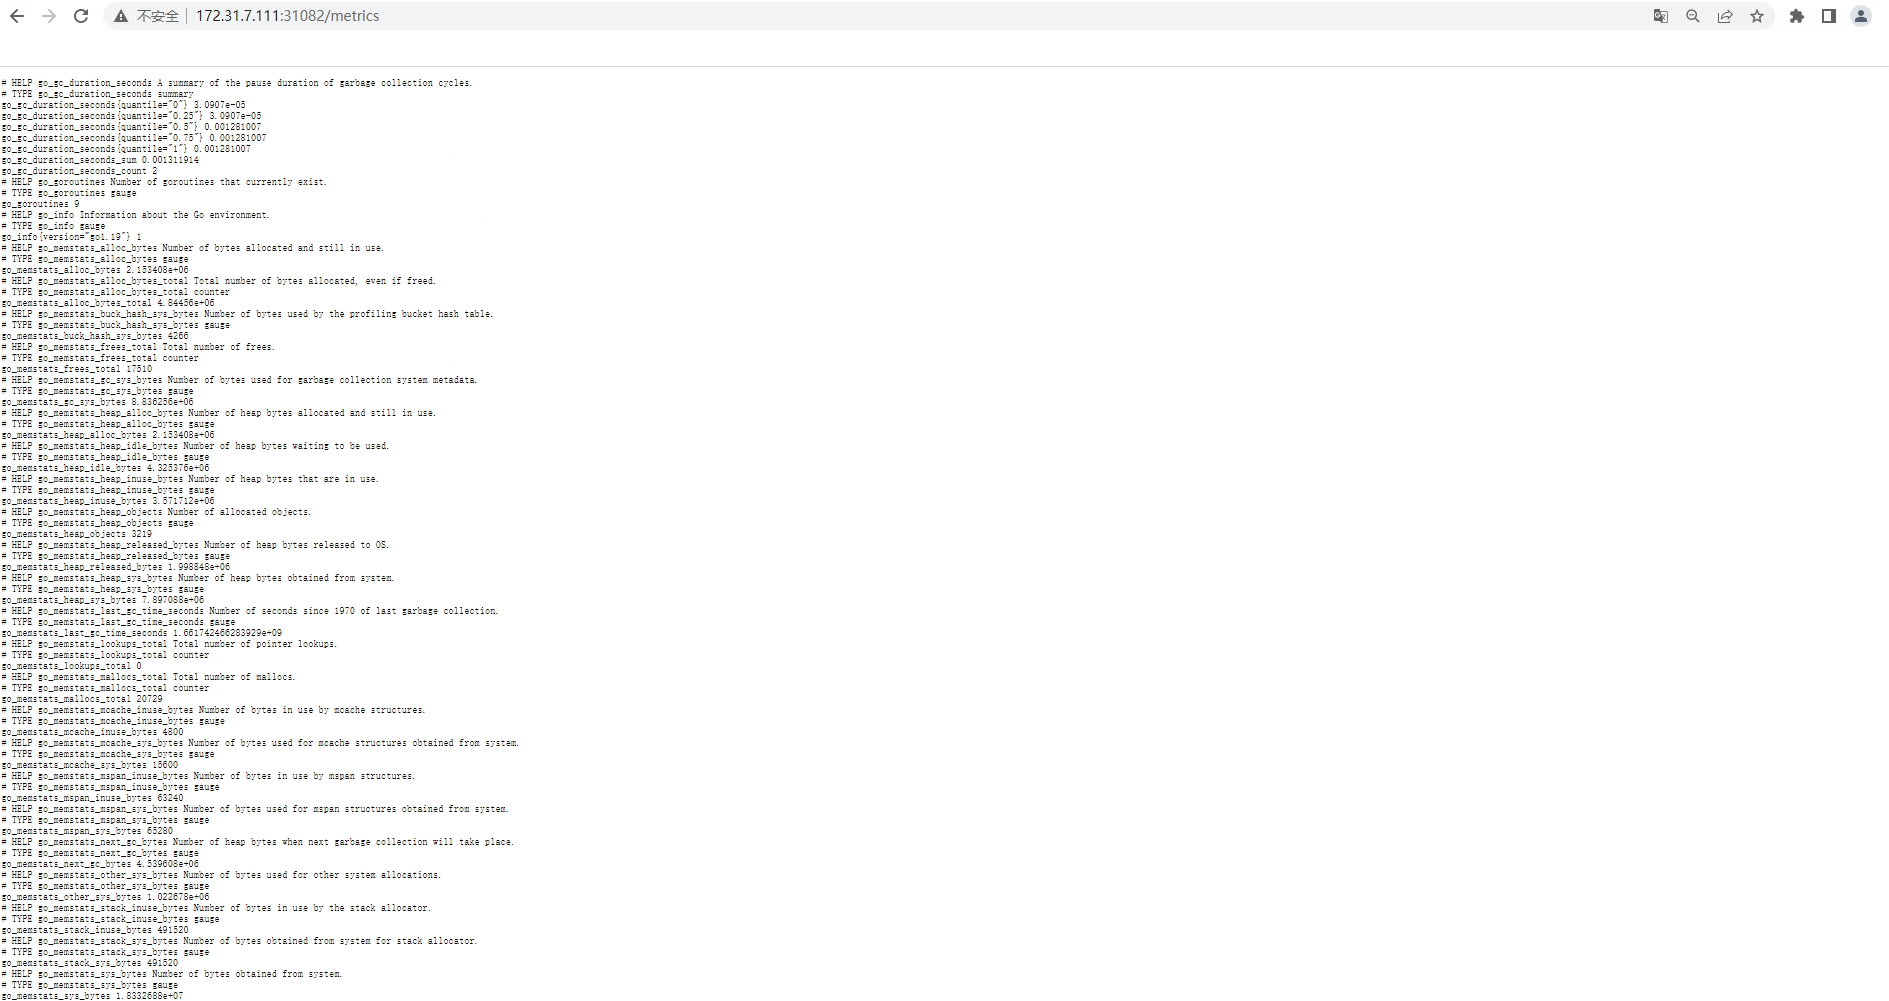 不安全 | 172.31.7.111:31082/metrics
# HELP go_gc_duration_seconds A summary of the pause duration of garbage collection cycles.
# TYPE go_gc_duration_seconds summary
go_gc_duration_seconds{quantile="0"} 3.0907e-05
go_gc_duration_seconds{quantile="0.25"} 3.0907e-05
go_gc_duration_seconds{quantile="0.5"} 0.001281007
go_gc_duration_seconds{quantile="0.75"} 0.001281007
go_gc_duration_seconds{quantile="1"} 0.001281007
go_gc_duration_seconds_sum 0.001311914
go_gc_duration_seconds_count 2
# HELP go_goroutines Number of goroutines that currently exist.
# TYPE go_goroutines gauge
go_goroutines 9
# HELP go_info Information about the Go environment.
# TYPE go_info gauge
go_info{version="go1.19"} 1
# HELP go_memstats_alloc_bytes Number of bytes allocated and still in use.
# TYPE go_memstats_alloc_bytes gauge
go_memstats_alloc_bytes 2.153408e+06
# HELP go_memstats_alloc_bytes_total Total number of bytes allocated, even if freed.
# TYPE go_memstats_alloc_bytes_total counter
go_memstats_alloc_bytes_total 4.84456e+06
# HELP go_memstats_buck_hash_sys_bytes Number of bytes used by the profiling bucket hash table.
# TYPE go_memstats_buck_hash_sys_bytes gauge
go_memstats_buck_hash_sys_bytes 4266
# HELP go_memstats_frees_total Total number of frees.
# TYPE go_memstats_frees_total counter
go_memstats_frees_total 17510
# HELP go_memstats_gc_sys_bytes Number of bytes used for garbage collection system metadata.
# TYPE go_memstats_gc_sys_bytes gauge
go_memstats_gc_sys_bytes 8.836256e+06
# HELP go_memstats_heap_alloc_bytes Number of heap bytes allocated and still in use.
# TYPE go_memstats_heap_alloc_bytes gauge
go_memstats_heap_alloc_bytes 2.153408e+06
# HELP go_memstats_heap_idle_bytes Number of heap bytes waiting to be used.
# TYPE go_memstats_heap_idle_bytes gauge
go_memstats_heap_idle_bytes 4.325376e+06
# HELP go_memstats_heap_inuse_bytes Number of heap bytes that are in use.
# TYPE go_memstats_heap_inuse_bytes gauge
go_memstats_heap_inuse_bytes 3.571712e+06
# HELP go_memstats_heap_objects Number of allocated objects.
# TYPE go_memstats_heap_objects gauge
go_memstats_heap_objects 3219
# HELP go_memstats_heap_released_bytes Number of heap bytes released to OS.
# TYPE go_memstats_heap_released_bytes gauge
go_memstats_heap_released_bytes 1.998848e+06
# HELP go_memstats_heap_sys_bytes Number of heap bytes obtained from system.
# TYPE go_memstats_heap_sys_bytes gauge
go_memstats_heap_sys_bytes 7.897088e+06
# HELP go_memstats_last_gc_time_seconds Number of seconds since 1970 of last garbage collection.
# TYPE go_memstats_last_gc_time_seconds gauge
go_memstats_last_gc_time_seconds 1.661742466283929e+09
# HELP go_memstats_lookups_total Total number of pointer lookups.
# TYPE go_memstats_lookups_total counter
go_memstats_lookups_total 0
# HELP go_memstats_mallocs_total Total number of mallocs.
# TYPE go_memstats_mallocs_total counter
go_memstats_mallocs_total 20729
# HELP go_memstats_mcache_inuse_bytes Number of bytes in use by mcache structures.
# TYPE go_memstats_mcache_inuse_bytes gauge
go_memstats_mcache_inuse_bytes 4800
# HELP go_memstats_mcache_sys_bytes Number of bytes used for mcache structures obtained from system.
# TYPE go_memstats_mcache_sys_bytes gauge
go_memstats_mcache_sys_bytes 15600
# HELP go_memstats_mspan_inuse_bytes Number of bytes in use by mspan structures.
# TYPE go_memstats_mspan_inuse_bytes gauge
go_memstats_mspan_inuse_bytes 63240
# HELP go_memstats_mspan_sys_bytes Number of bytes used for mspan structures obtained from system.
# TYPE go_memstats_mspan_sys_bytes gauge
go_memstats_mspan_sys_bytes 65280
# HELP go_memstats_next_gc_bytes Number of heap bytes when next garbage collection will take place.
# TYPE go_memstats_next_gc_bytes gauge
go_memstats_next_gc_bytes 4.539608e+06
# HELP go_memstats_other_sys_bytes Number of bytes used for other system allocations.
# TYPE go_memstats_other_sys_bytes gauge
go_memstats_other_sys_bytes 1.022678e+06
# HELP go_memstats_stack_inuse_bytes Number of bytes in use by the stack allocator.
# TYPE go_memstats_stack_inuse_bytes gauge
go_memstats_stack_inuse_bytes 491520
# HELP go_memstats_stack_sys_bytes Number of bytes obtained from system for stack allocator.
# TYPE go_memstats_stack_sys_bytes gauge
go_memstats_stack_sys_bytes 491520
# HELP go_memstats_sys_bytes Number of bytes obtained from system.
# TYPE go_memstats_sys_bytes gauge
go_memstats_sys_bytes 1.8332688e+07